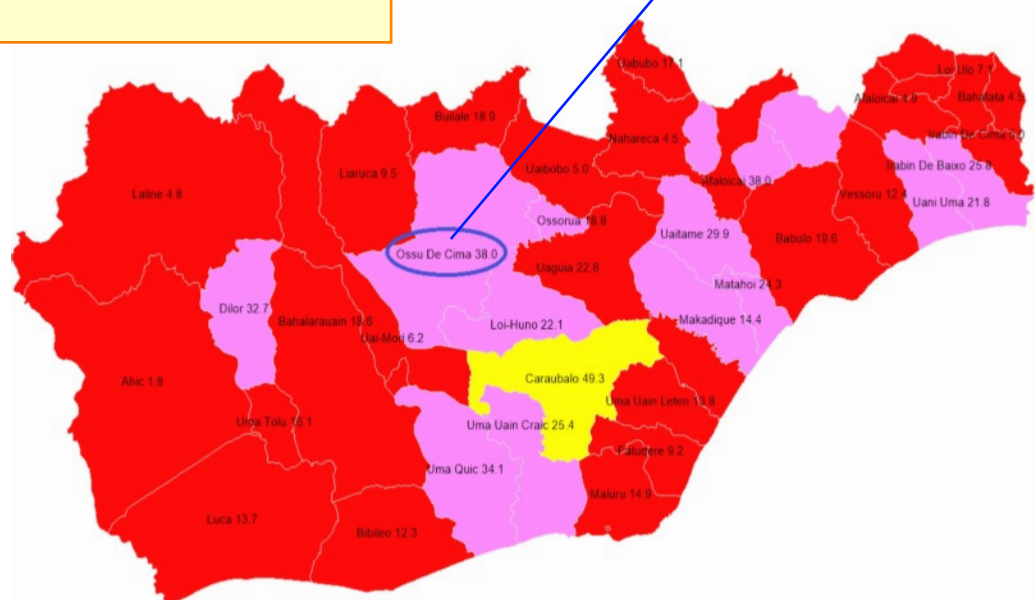 Uabubo 17.1
Loi Ulo 7.1
Afaloicai 4.9
Bahatata 4.5
Builale 18.9
Nahareca 4.5
Irabin De Cima
Liaruca 9.5
Uaibobo 5.0
Irabin De Baixo 25.8
Afaloicai 38.0
Laline 4.8
Vessoru 12.4
Uani Uma 21.8
Ossorua 18.8
Uaitame 29.9
Babulo 19.6
Ossu De Cima 38.0
Uaguia 22.8
Matahoi 24.3
Dilor 32.7
Bahalarauain 18.6
Loi-Huno 22.1
Makadique 14.4
Uai-Mori 6.2
Ahic 1.8
Caraubalo 49.3
Uma Uain Leten 13.8
Uma Tolu 16.1
Uma Uain Craic 25.4
Fatudere 9.2
Uma Quic 34.1
Maluru 14.9
Luca 13.7
Bibileo 12.3